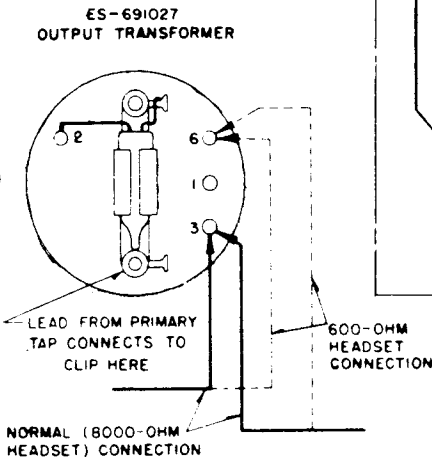 ES-691027
OUTPUT TRANSFORMER
2
6
1
3
LEAD FROM PRIMARY
TAP CONNECTS TO
CLIP HERE
600-OHM
HEADSET
CONNECTION
NORMAL (8000-OHM
HEADSET) CONNECTION